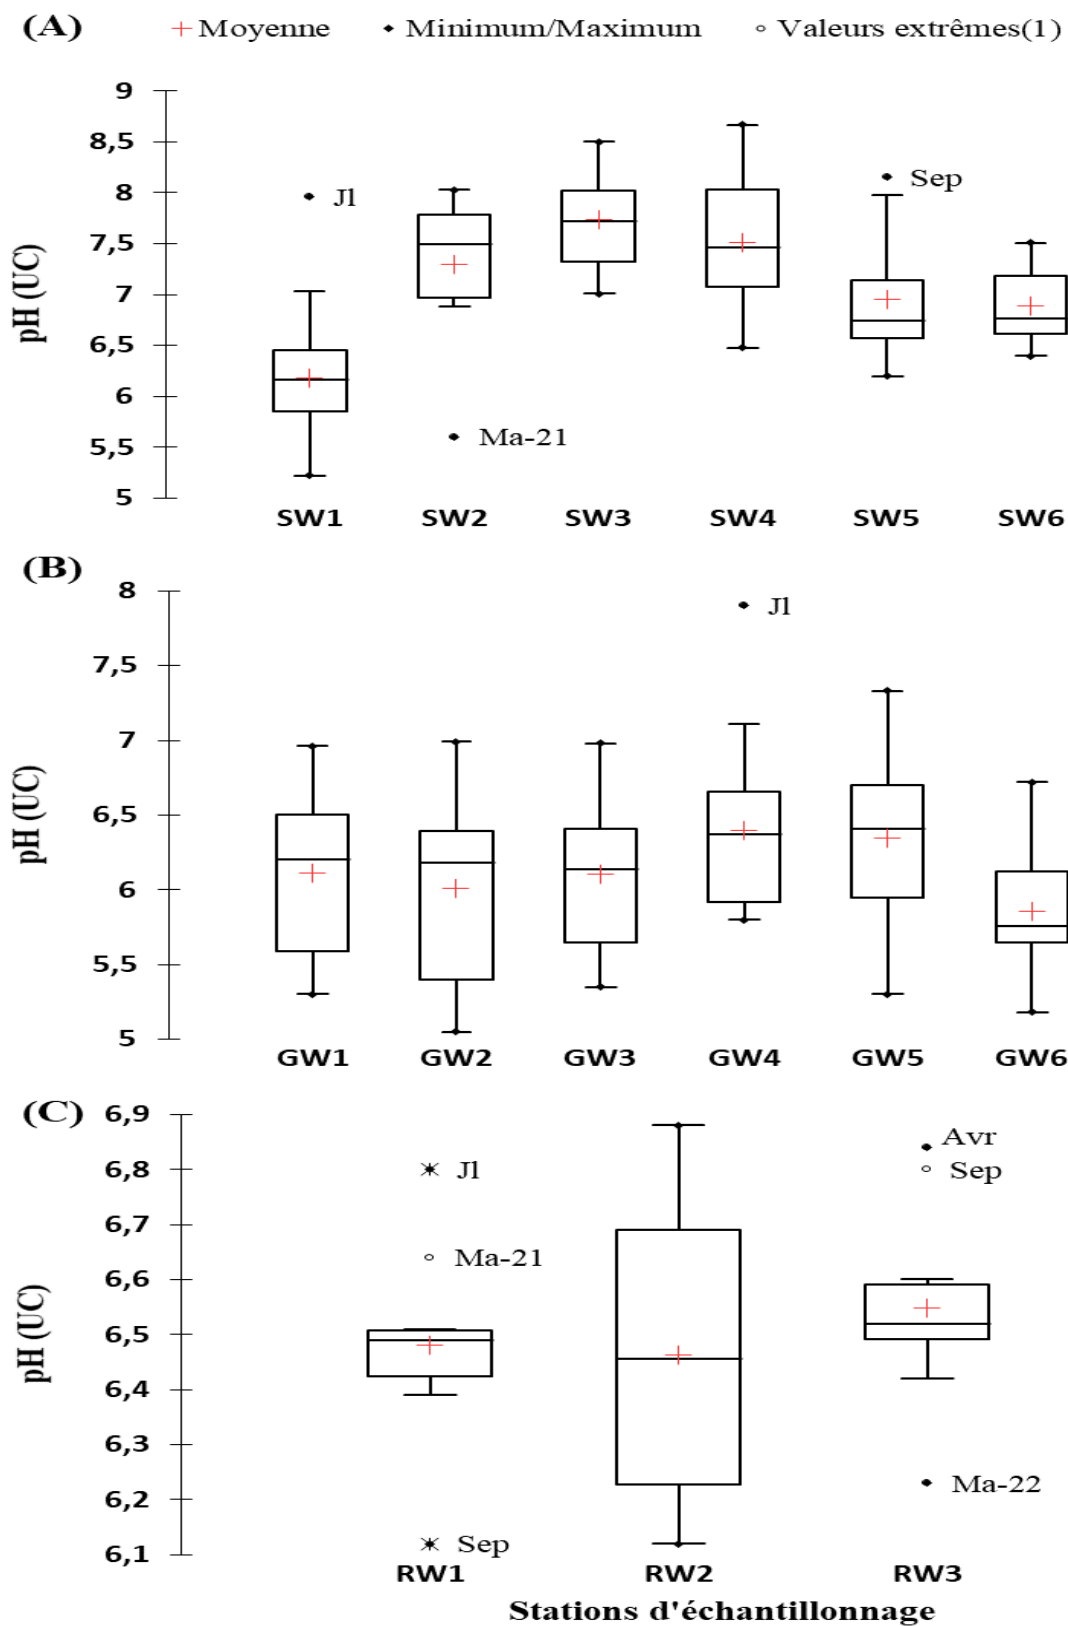 (A) Moyenne Minimum/Maximum Valeurs extrêmes(1)
9
8,5
8
7,5
7
6,5
6
5,5
5
pH (UC)
Jl
Ma-21
Sep
SW1 SW2 SW3 SW4 SW5 SW6
(B)
8
7,5
7
6,5
6
5,5
5
pH (UC)
Jl
GW1 GW2 GW3 GW4 GW5 GW6
(C)
6,9
6,8
6,7
6,6
6,5
6,4
6,3
6,2
6,1
pH (UC)
Jl
Ma-21
Sep
Avr
Sep
Ma-22
RW1 RW2 RW3
Stations d'échantillonnage